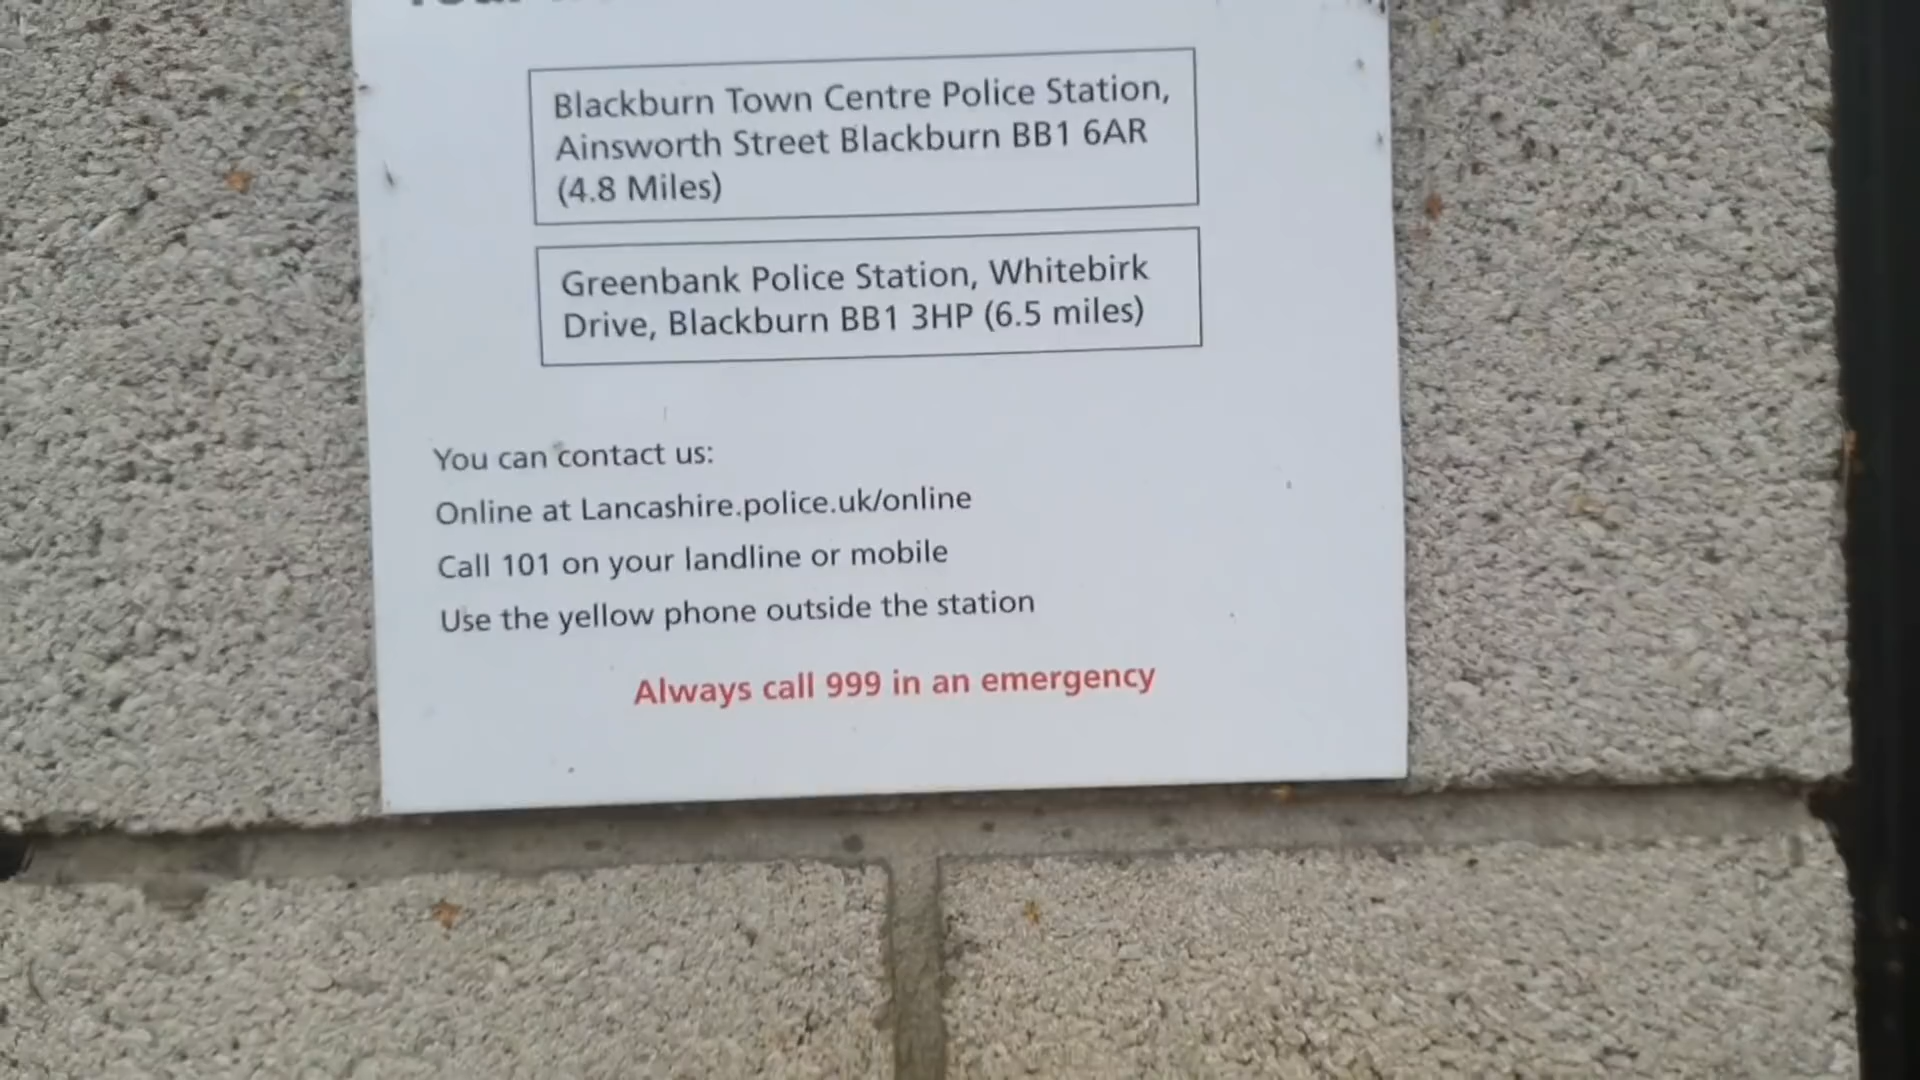 Blackburn Town Centre Police Station,
Ainsworth Street Blackburn BB1 6AR
(4.8 Miles)
Greenbank Police Station, Whitebirk
Drive, Blackburn BB1 3HP (6.5 miles)
You can contact us:
Online at Lancashire.police.uk/online
Call 101 on your landline or mobile
Use the yellow phone outside the station
Always call 999 in an emergency